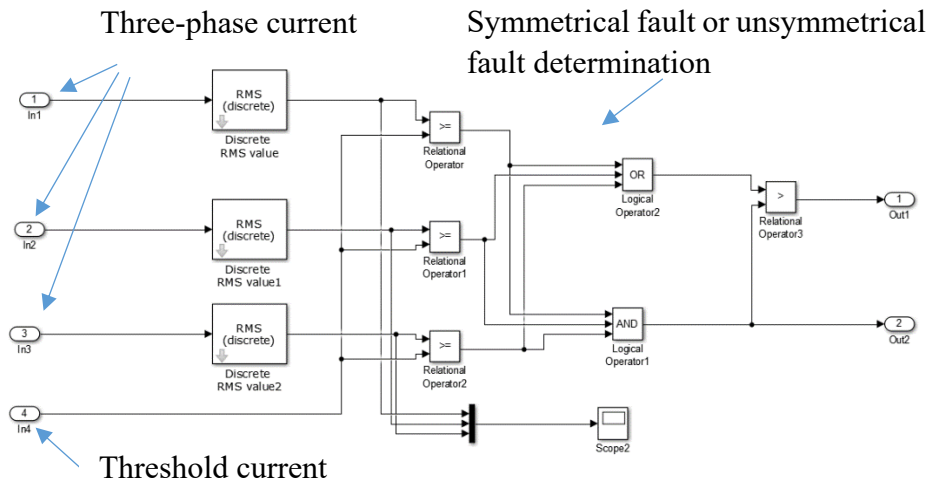 Three-phase current
Symmetrical fault or unsymmetrical
fault determination
1
In1
RMS
(discrete)
Discrete
RMS value
>=
Relational
Operator
OR
Logical
Operator2
>
Relational
Operator3
1
Out1
2
In2
RMS
(discrete)
Discrete
RMS value1
>=
Relational
Operator1
3
In3
RMS
(discrete)
Discrete
RMS value2
>=
Relational
Operator2
AND
Logical
Operator1
2
Out2
4
In4
Scope2
Threshold current